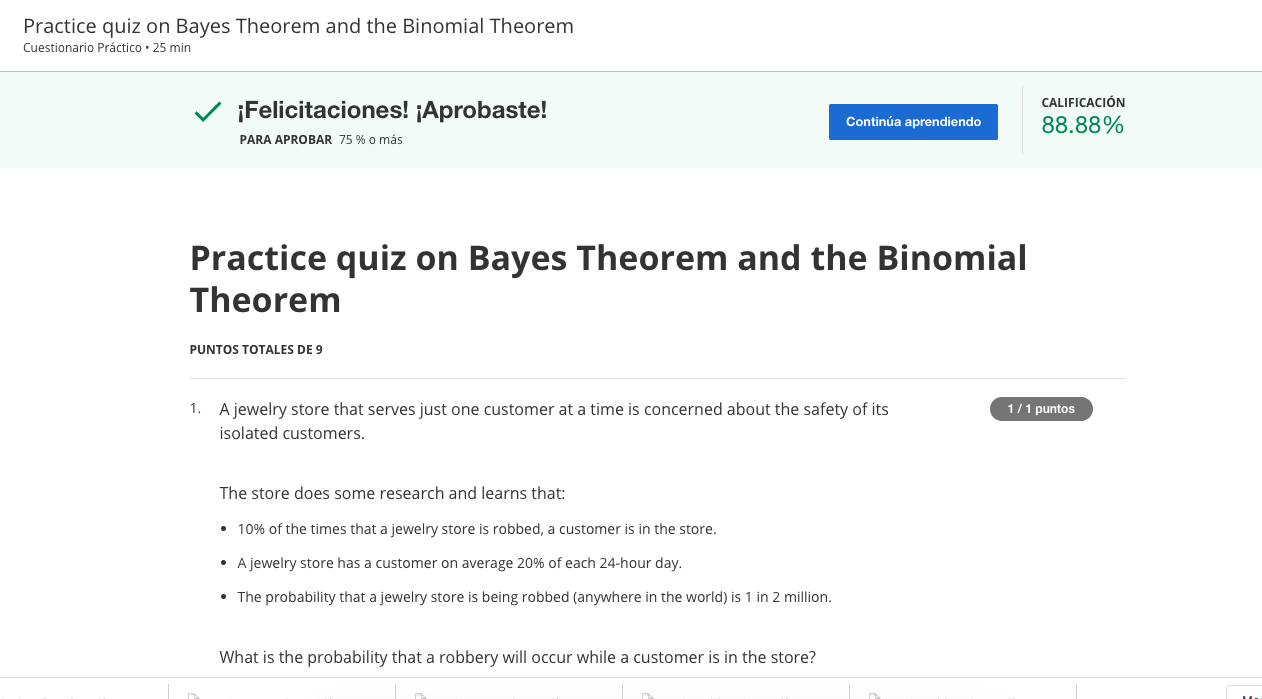 Practice quiz on Bayes Theorem and the Binomial Theorem
Cuestionario Práctico • 25 min
¡Felicitaciones! ¡Aprobaste!
PARA APROBAR 75 % o más
Continúa aprendiendo
CALIFICACIÓN
88.88%
Practice quiz on Bayes Theorem and the Binomial
Theorem
PUNTOS TOTALES DE 9
1. A jewelry store that serves just one customer at a time is concerned about the safety of its
isolated customers.
1 / 1 puntos
The store does some research and learns that:
• 10% of the times that a jewelry store is robbed, a customer is in the store.
• A jewelry store has a customer on average 20% of each 24-hour day.
• The probability that a jewelry store is being robbed (anywhere in the world) is 1 in 2 million.
What is the probability that a robbery will occur while a customer is in the store?